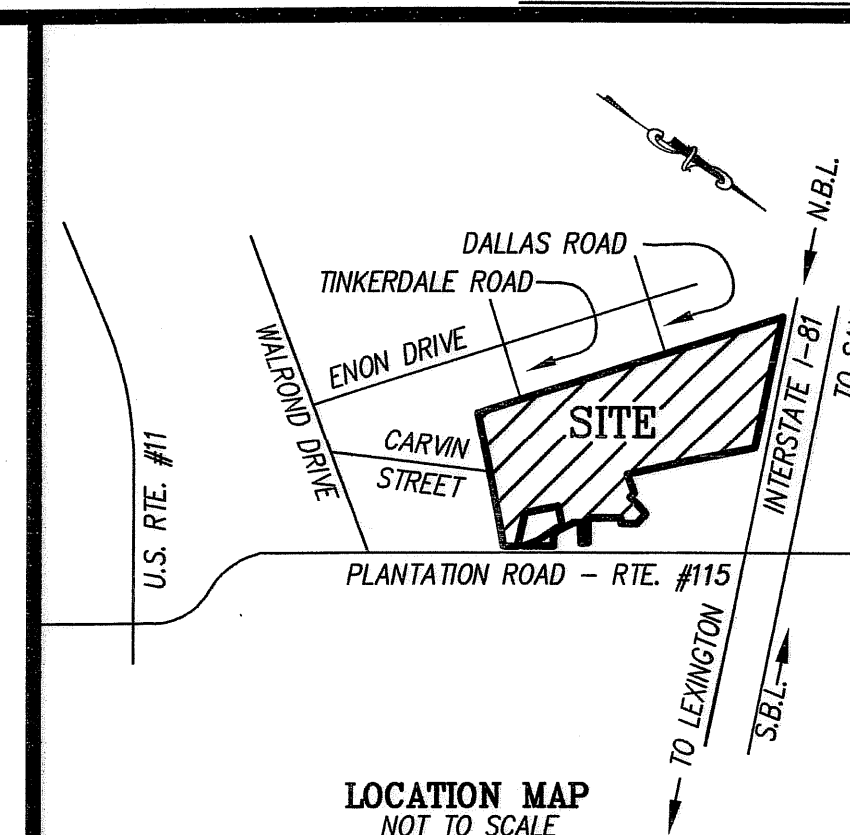 N.B.L.
DALLAS ROAD
TINKERDALE ROAD
WALROND DRIVE
ENON DRIVE
INTERSTATE I-81
TO
SITE
CARVIN
STREET
U.S. RTE. #11
PLANTATION ROAD - RTE. #115
TO LEXINGTON
S.B.L.
LOCATION MAP
NOT TO SCALE